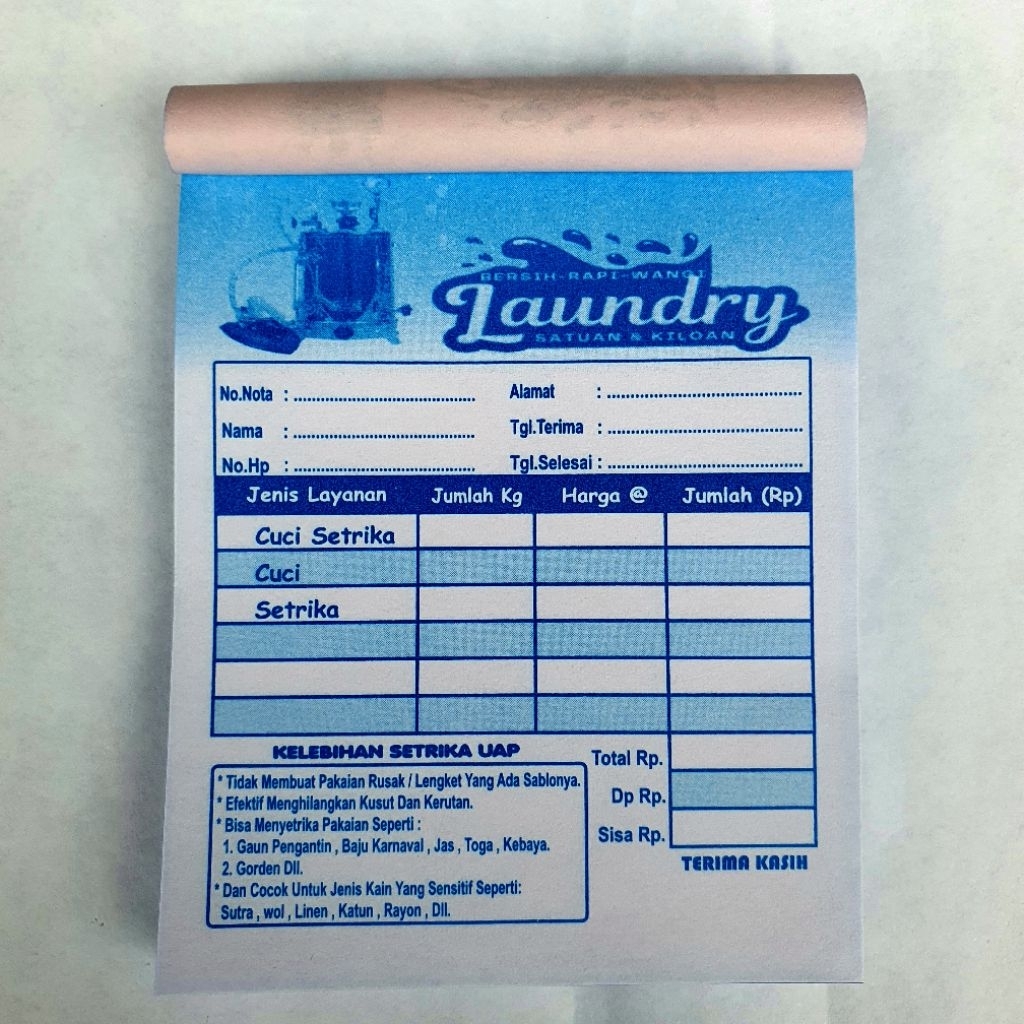 BERSIH-RAPI-WANGI
Laundry
SATUAN & KILOAN
No.Nota : ........................................ Alamat : ........................................
Nama : ........................................ Tgl.Terima : ........................................
No.Hp : ........................................ Tgl.Selesai : ........................................
Jenis Layanan Jumlah Kg Harga @ Jumlah (Rp)
Cuci Setrika
Cuci
Setrika
KELEBIHAN SETRIKA UAP
* Tidak Membuat Pakaian Rusak / Lengket Yang Ada Sablonya.
* Efektif Menghilangkan Kusut Dan Kerutan.
* Bisa Menyetrika Pakaian Seperti :
1. Gaun Pengantin , Baju Karnaval , Jas , Toga , Kebaya.
2. Gorden Dll.
* Dan Cocok Untuk Jenis Kain Yang Sensitif Seperti:
Sutra , wol , Linen , Katun , Rayon , Dll.
Total Rp.
Dp Rp.
Sisa Rp.
TERIMA KASIH